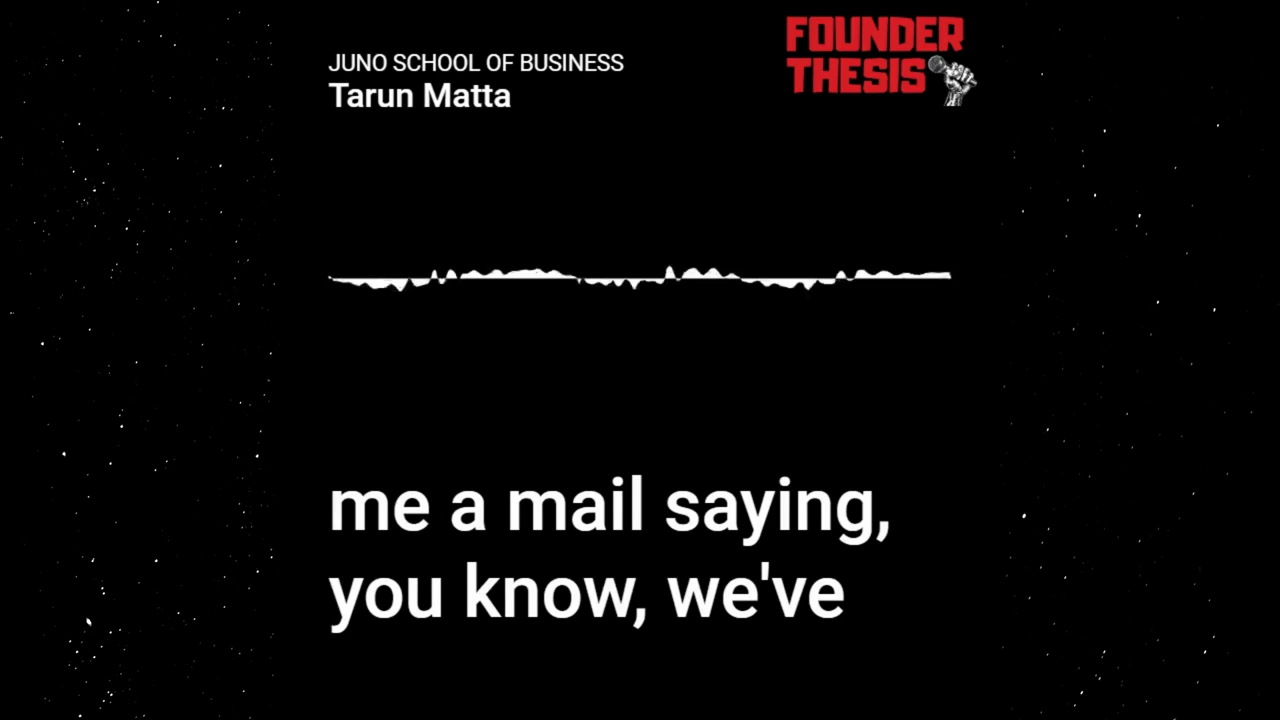 JUNO SCHOOL OF BUSINESS
Tarun Matta
FOUNDER
THESIS
me a mail saying,
you know, we've